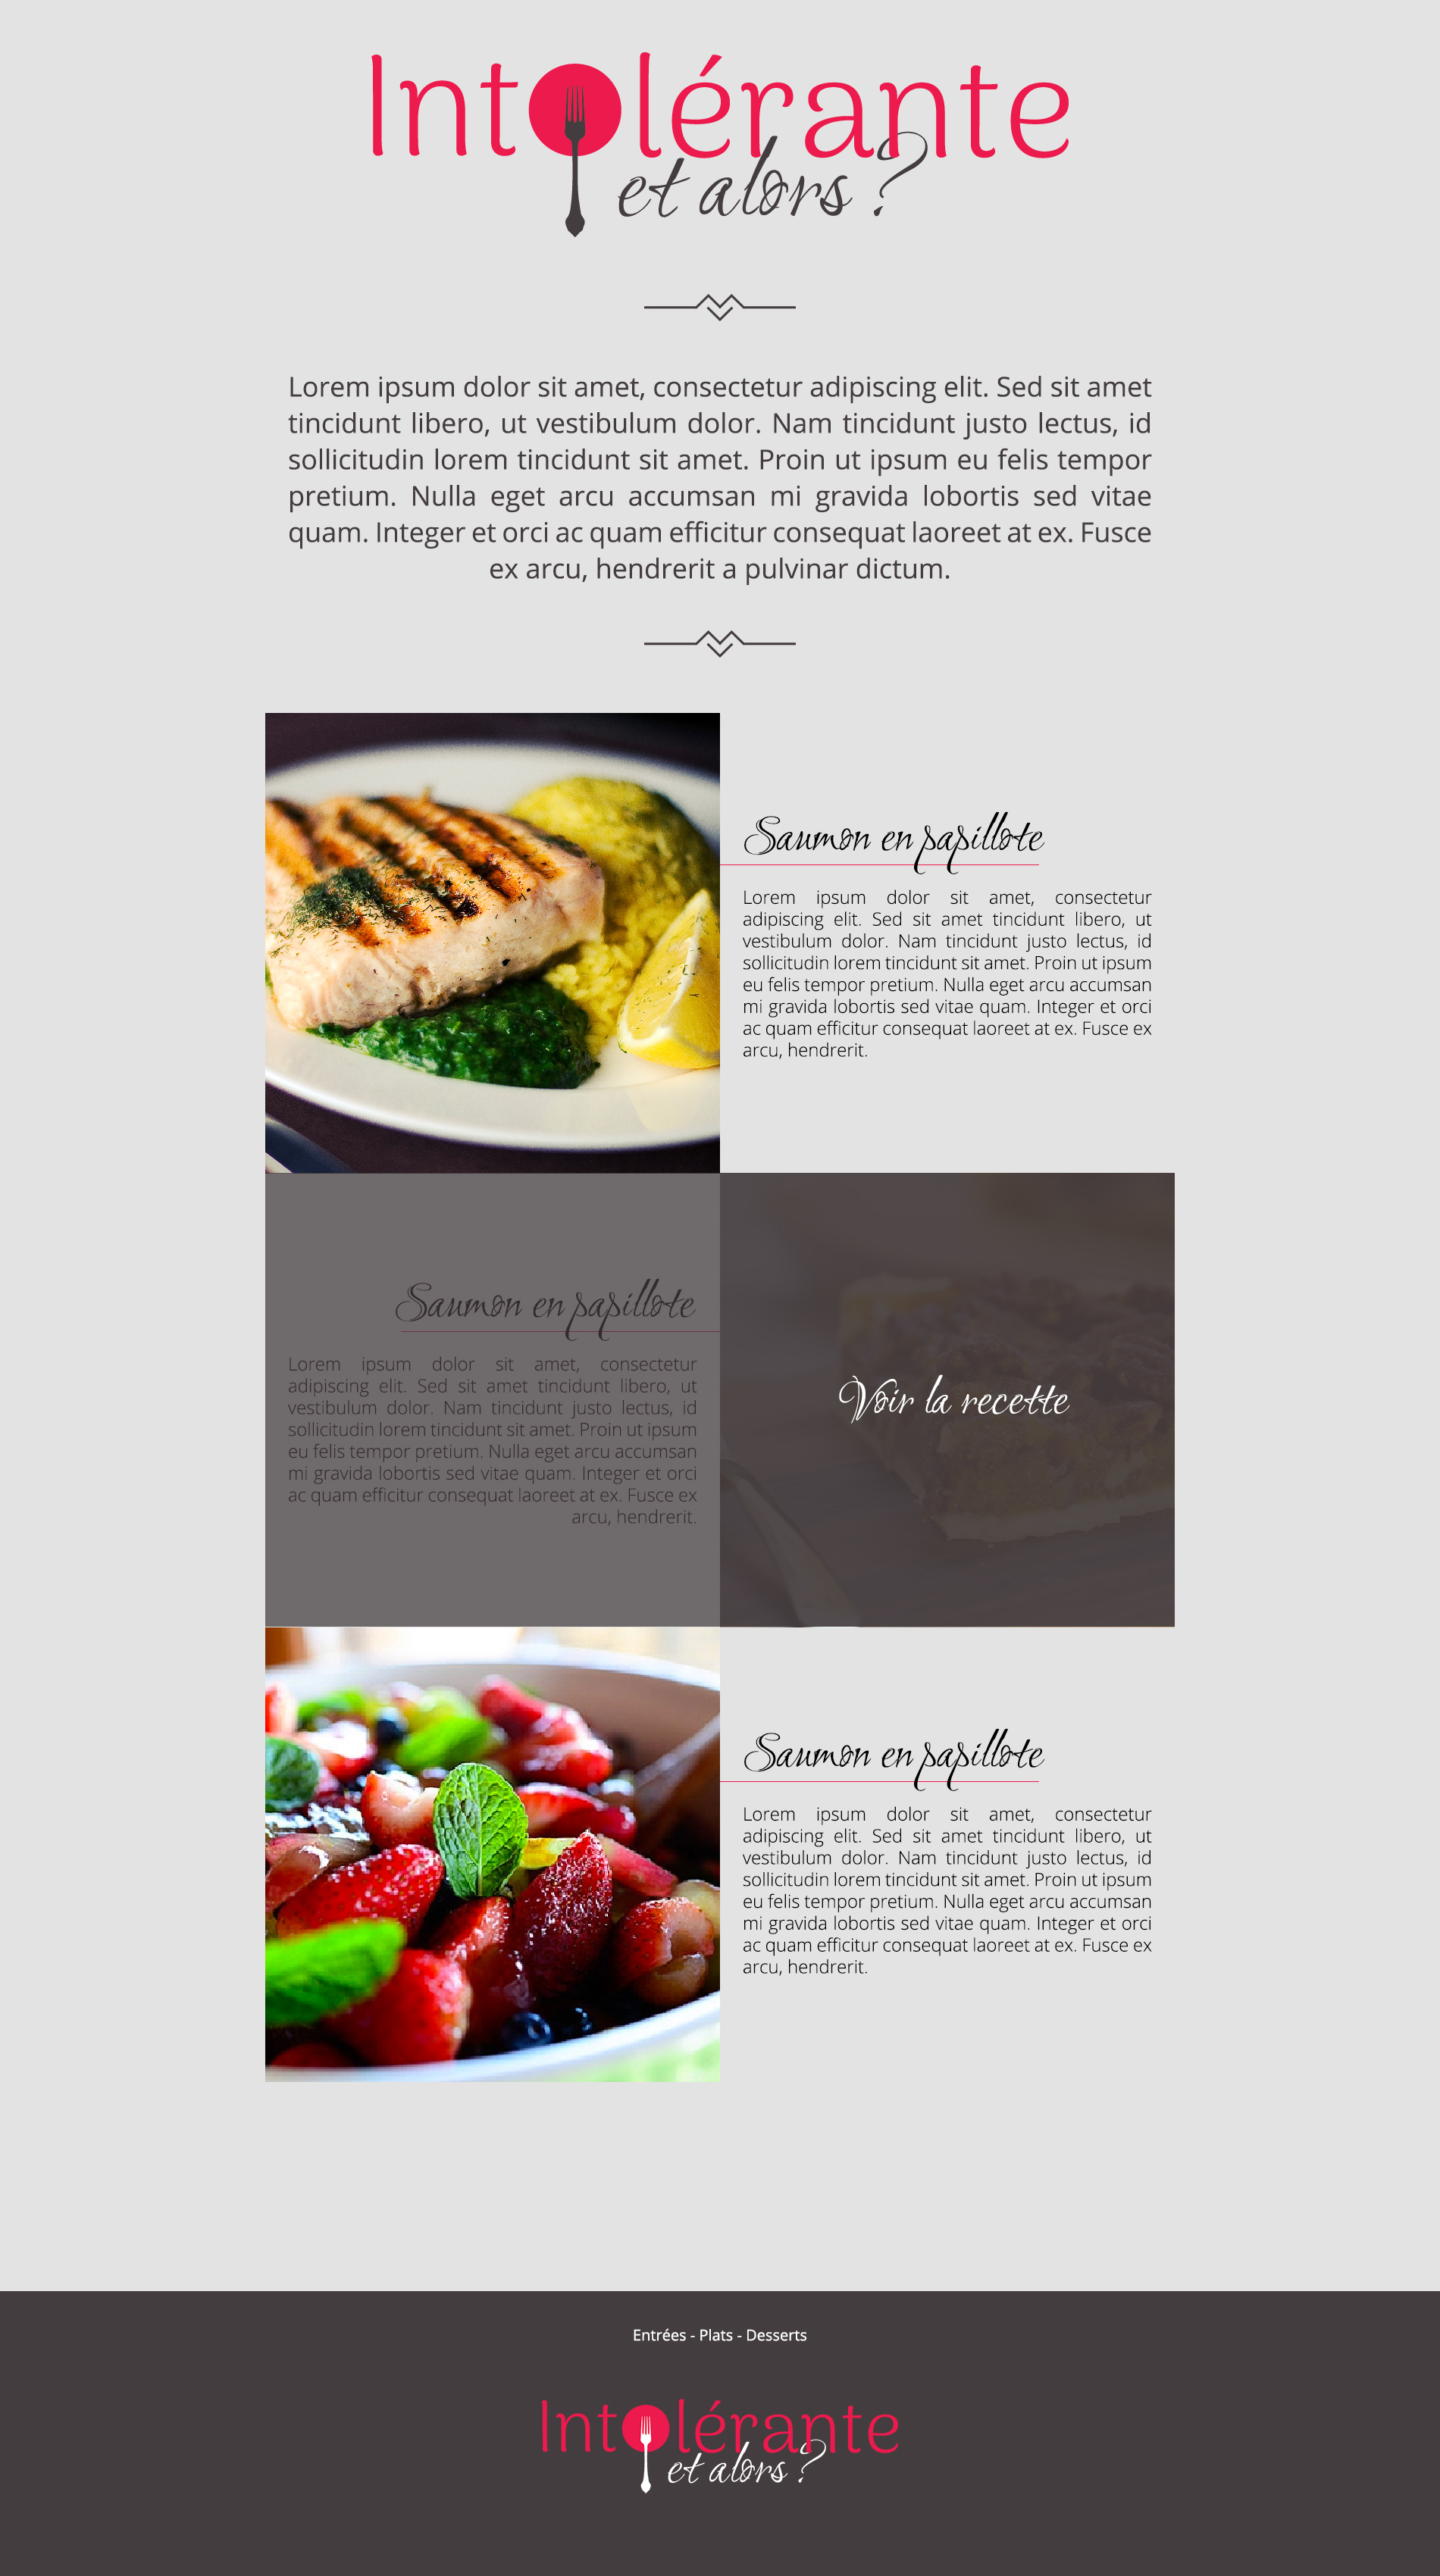 Intolérante
et alors ?
Lorem ipsum dolor sit amet, consectetur adipiscing elit. Sed sit amet
tincidunt libero, ut vestibulum dolor. Nam tincidunt justo lectus, id
sollicitudin lorem tincidunt sit amet. Proin ut ipsum eu felis tempor
pretium. Nulla eget arcu accumsan mi gravida lobortis sed vitae
quam. Integer et orci ac quam efficitur consequat laoreet at ex. Fusce
ex arcu, hendrerit a pulvinar dictum.
Saumon en papillote
Lorem ipsum dolor sit amet, consectetur
adipiscing elit. Sed sit amet tincidunt libero, ut
vestibulum dolor. Nam tincidunt justo lectus, id
sollicitudin lorem tincidunt sit amet. Proin ut ipsum
eu felis tempor pretium. Nulla eget arcu accumsan
mi gravida lobortis sed vitae quam. Integer et orci
ac quam efficitur consequat laoreet at ex. Fusce ex
arcu, hendrerit.
Saumon en papillote
Lorem ipsum dolor sit amet, consectetur
adipiscing elit. Sed sit amet tincidunt libero, ut
vestibulum dolor. Nam tincidunt justo lectus, id
sollicitudin lorem tincidunt sit amet. Proin ut ipsum
eu felis tempor pretium. Nulla eget arcu accumsan
mi gravida lobortis sed vitae quam. Integer et orci
ac quam efficitur consequat laoreet at ex. Fusce ex
arcu, hendrerit.
Voir la recette
Saumon en papillote
Lorem ipsum dolor sit amet, consectetur
adipiscing elit. Sed sit amet tincidunt libero, ut
vestibulum dolor. Nam tincidunt justo lectus, id
sollicitudin lorem tincidunt sit amet. Proin ut ipsum
eu felis tempor pretium. Nulla eget arcu accumsan
mi gravida lobortis sed vitae quam. Integer et orci
ac quam efficitur consequat laoreet at ex. Fusce ex
arcu, hendrerit.
Entrées - Plats - Desserts
Intolérante
et alors ?